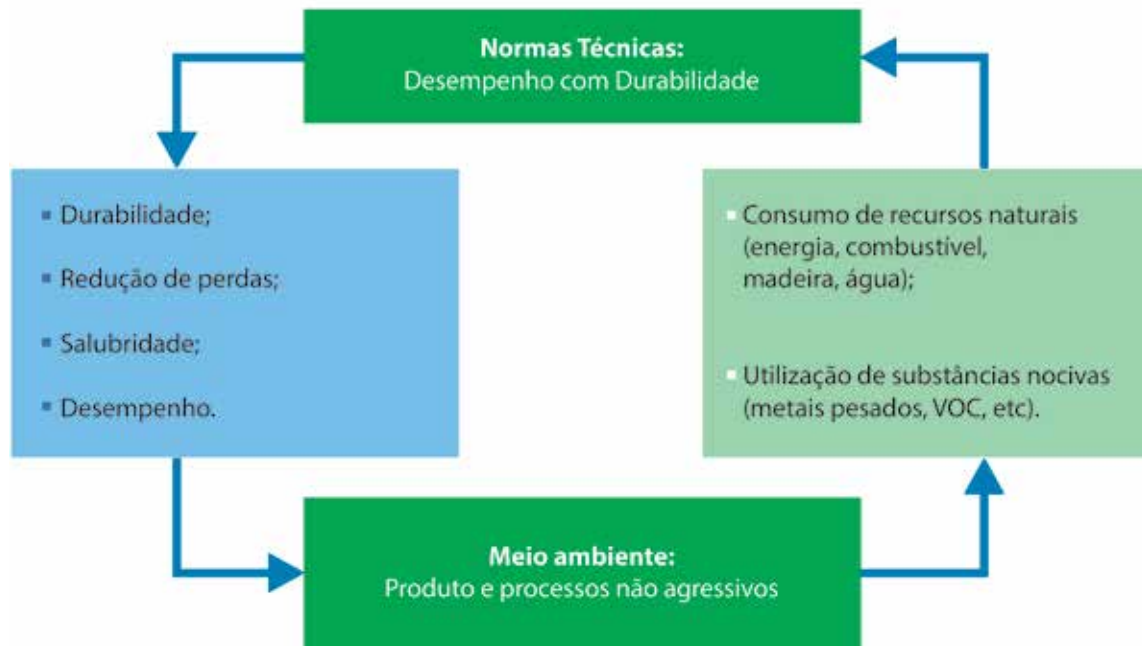 Normas Técnicas:
Desempenho com Durabilidade
Durabilidade;
Redução de perdas;
Salubridade;
Desempenho.
Consumo de recursos naturais
(energia, combustível,
madeira, água);
Utilização de substâncias nocivas
(metais pesados, VOC, etc).
Meio ambiente:
Produto e processos não agressivos